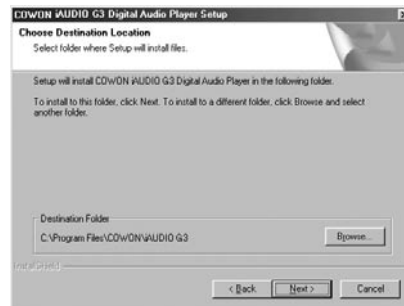 COWON iAUDIO G3 Digital Audio Player Setup
Choose Destination Location
Select folder where Setup will install files.
Setup will install COWON iAUDIO G3 Digital Audio Player in the following folder.
To install to this folder, click Next. To install to a different folder, click Browse and select
another folder.
Destination Folder
C:\Program Files\COWON\iAUDIO G3
Browse...
InstallShield
< Back
Next >
Cancel